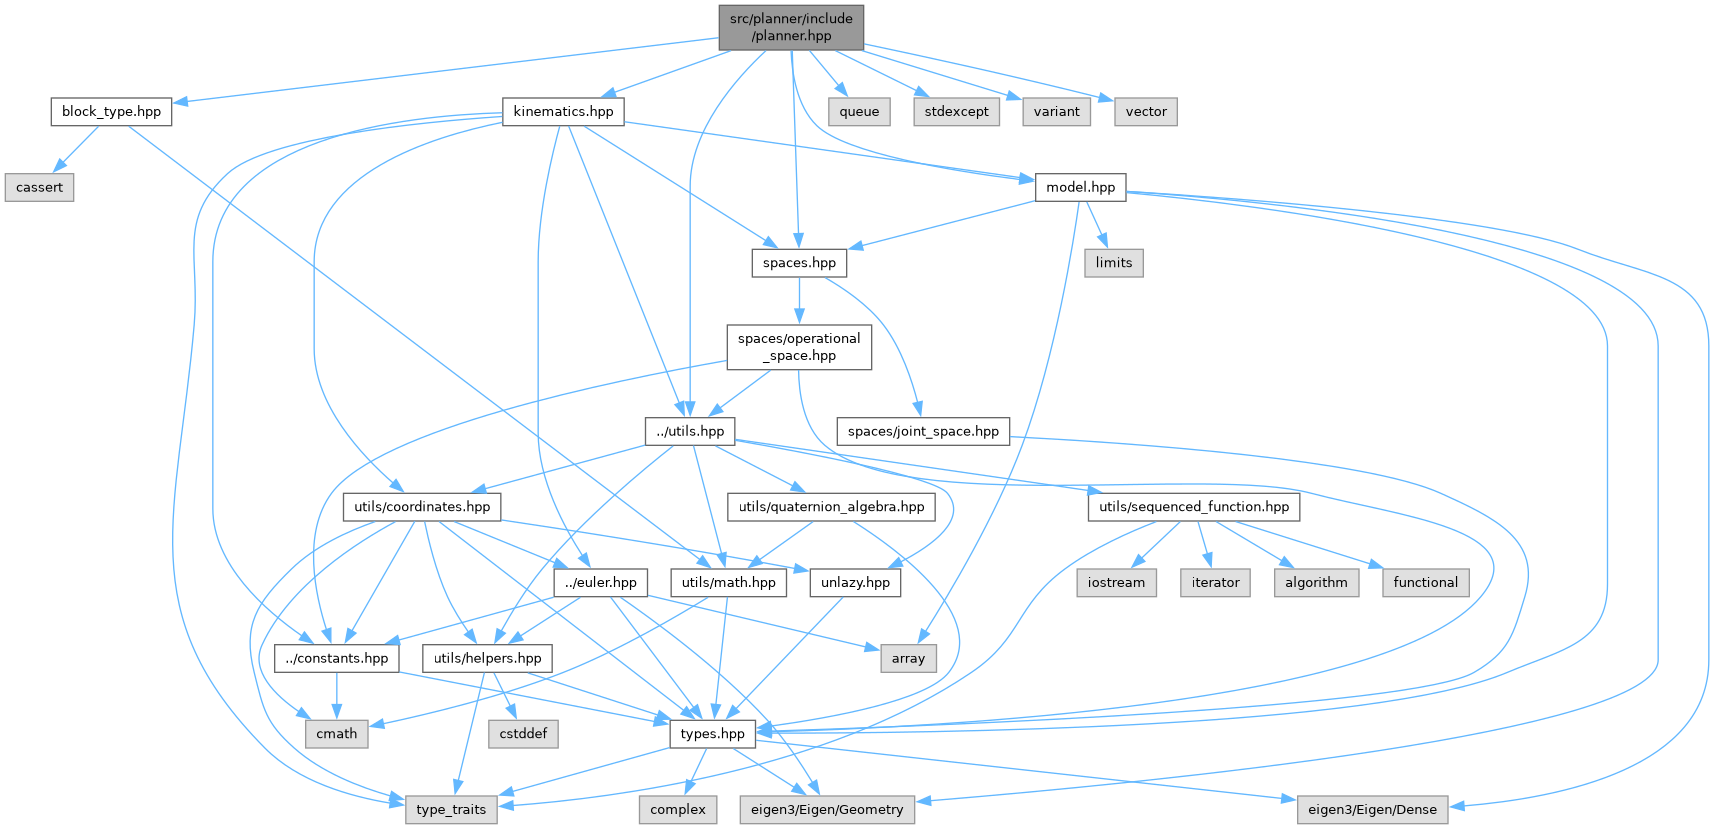 src/planner/include
/planner.hpp
block_type.hpp
kinematics.hpp
queue
stdexcept
variant
vector
cassert
model.hpp
spaces.hpp
limits
spaces/operational
_space.hpp
../utils.hpp
spaces/joint_space.hpp
utils/coordinates.hpp
utils/quaternion_algebra.hpp
utils/sequenced_function.hpp
../euler.hpp
utils/math.hpp
unlazy.hpp
iostream
iterator
algorithm
functional
../constants.hpp
utils/helpers.hpp
array
cmath
cstddef
types.hpp
type_traits
complex
eigen3/Eigen/Geometry
eigen3/Eigen/Dense